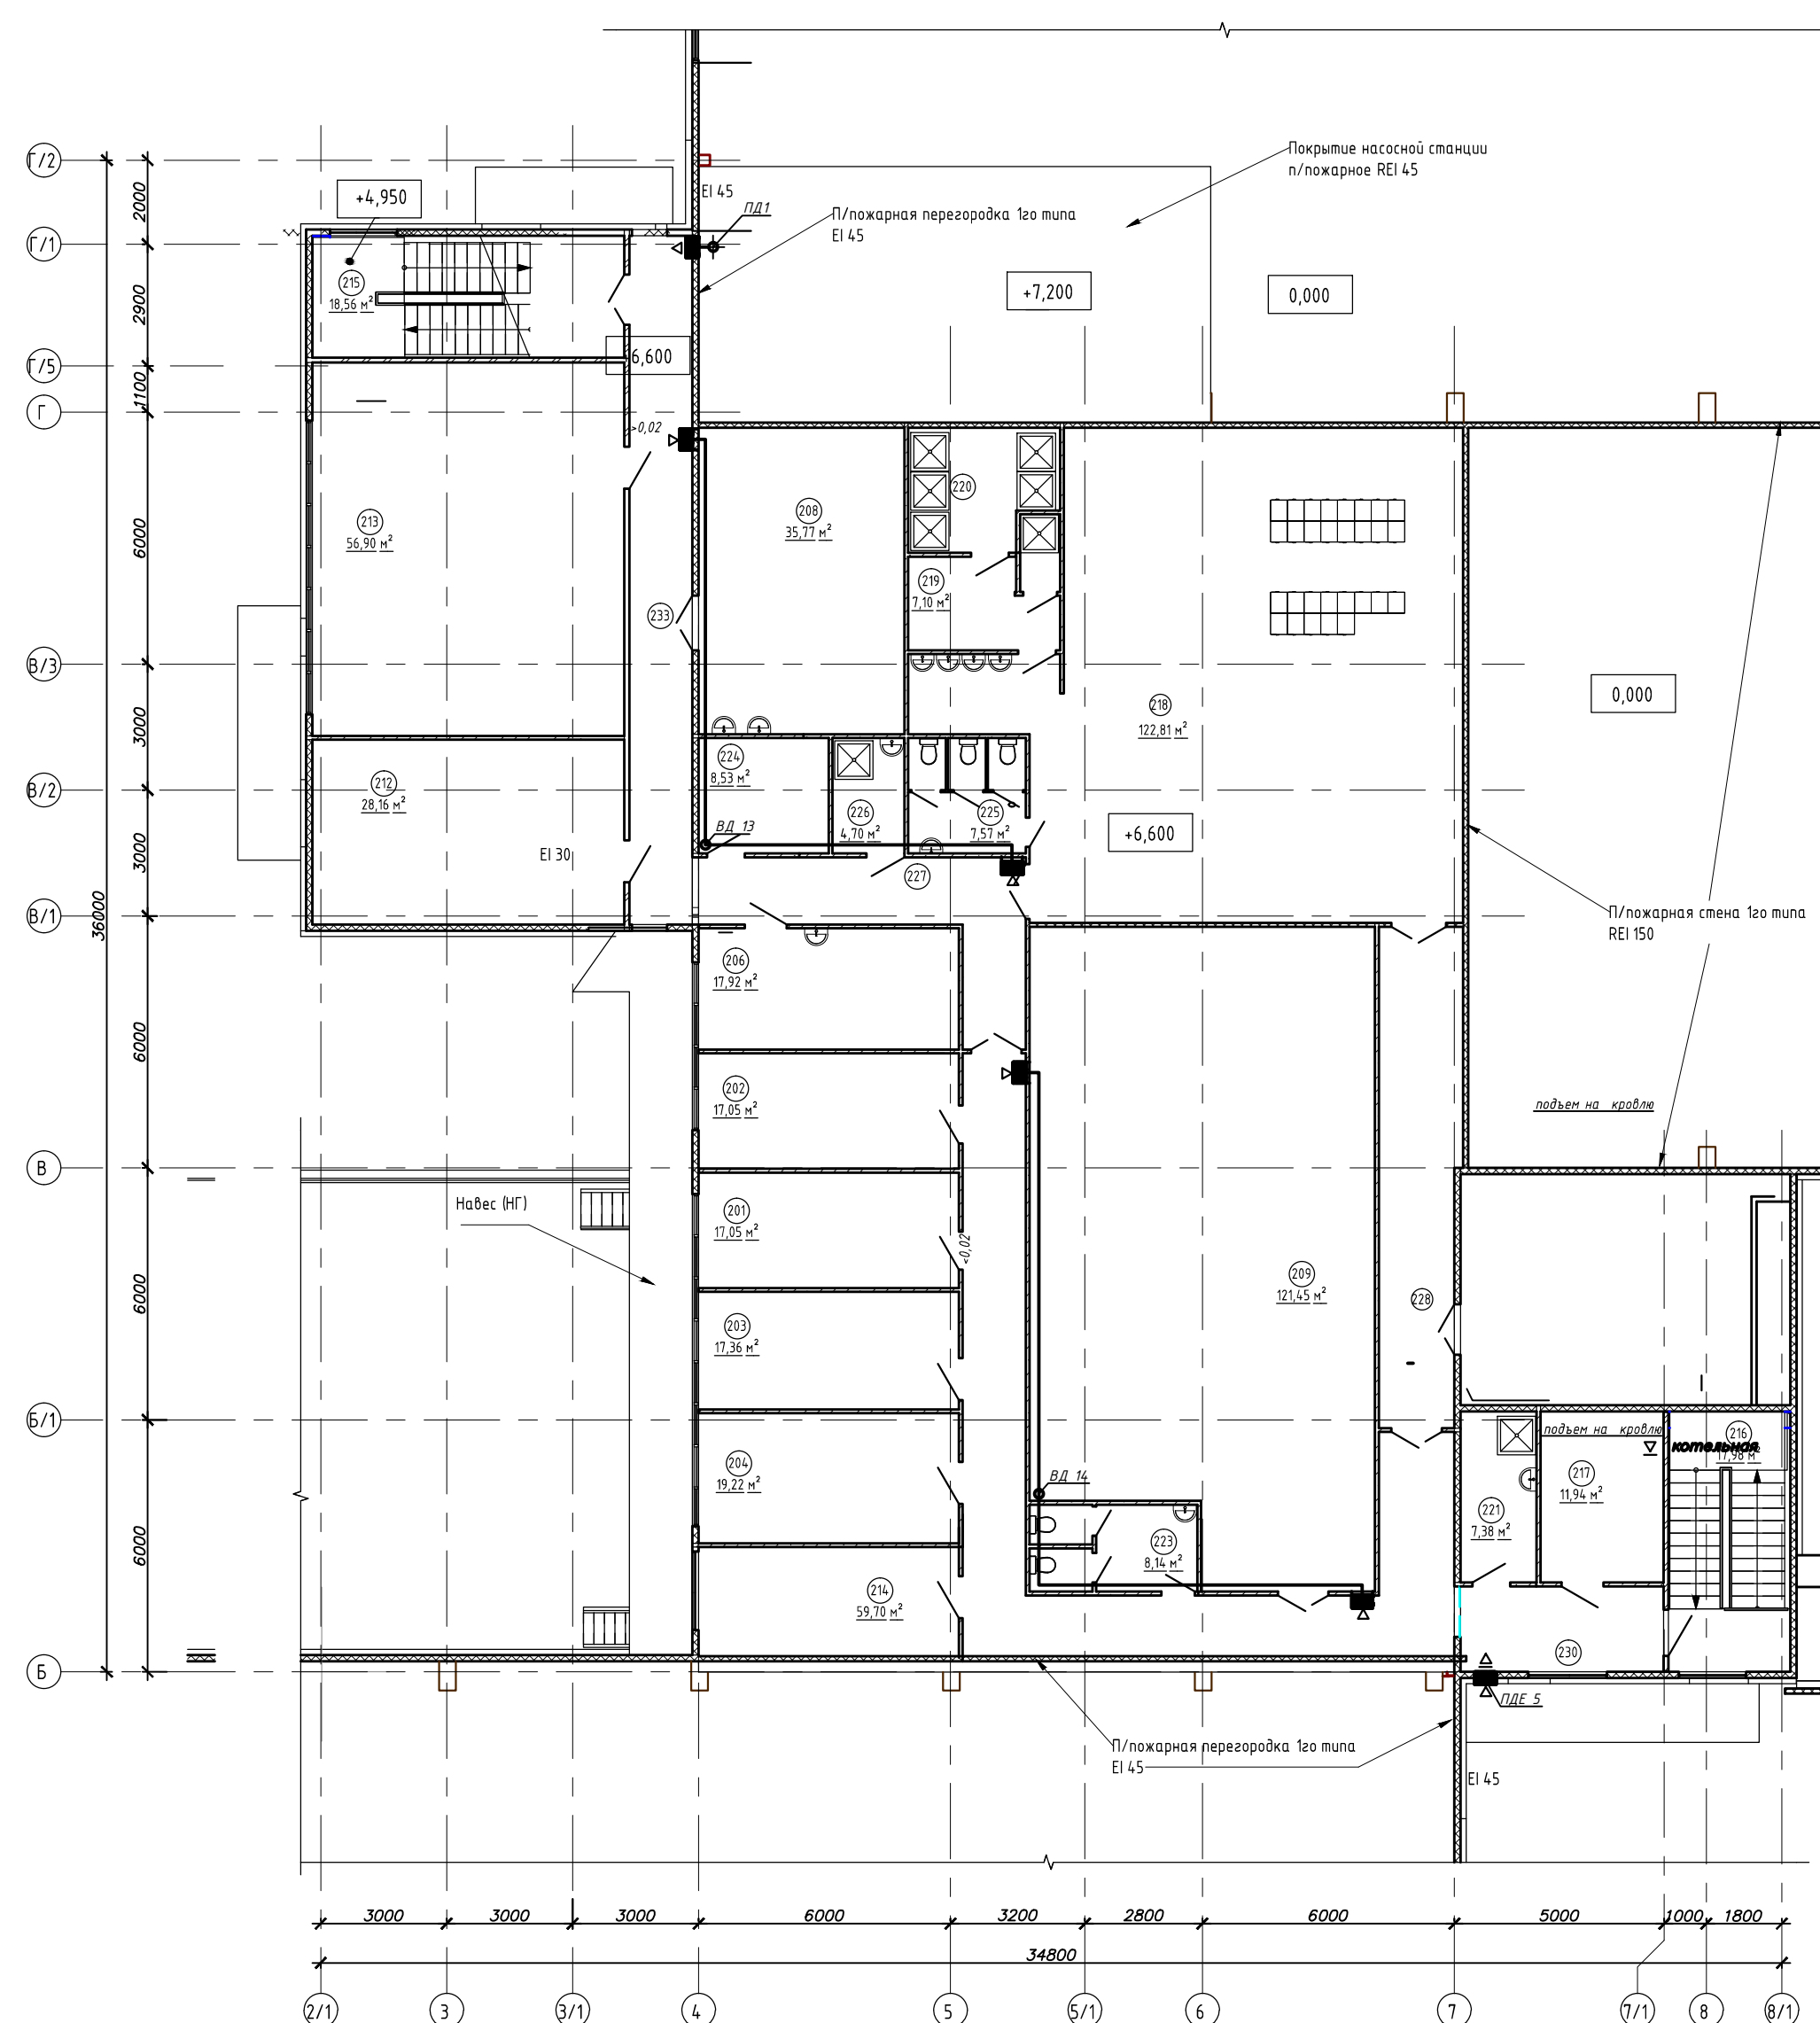 Г/2
Г/1
Г/5
Г
В/3
В/2
В/1
В
Б/1
Б
2000
2900
1100
6000
3000
3000
6000
6000
6000
36000
+4,950
EI 45
ПД1
П/пожарная перегородка 1го типа
EI 45
Покрытие насосной станции
п/пожарное REI 45
+7,200
0,000
215
18,56 м²
6,600
>0,02
213
56,90 м²
208
35,77 м²
220
219
7,10 м²
233
218
122,81 м²
0,000
212
28,16 м²
224
8,53 м²
226
4,70 м²
225
7,57 м²
+6,600
ВД 13
EI 30
227
П/пожарная стена 1го типа
REI 150
206
17,92 м²
202
17,05 м²
подъем на кровлю
Навес (НГ)
201
17,05 м²
<0,02
209
121,45 м²
228
203
17,36 м²
204
19,22 м²
ВД 14
подъем на кровлю
216
котельная
17,98 м²
217
11,94 м²
221
7,38 м²
223
8,14 м²
214
59,70 м²
230
ПДЕ 5
П/пожарная перегородка 1го типа
EI 45
EI 45
3000
3000
3000
6000
3200
2800
6000
5000
1000
1800
34800
2/1
3
3/1
4
5
5/1
6
7
7/1
8
8/1